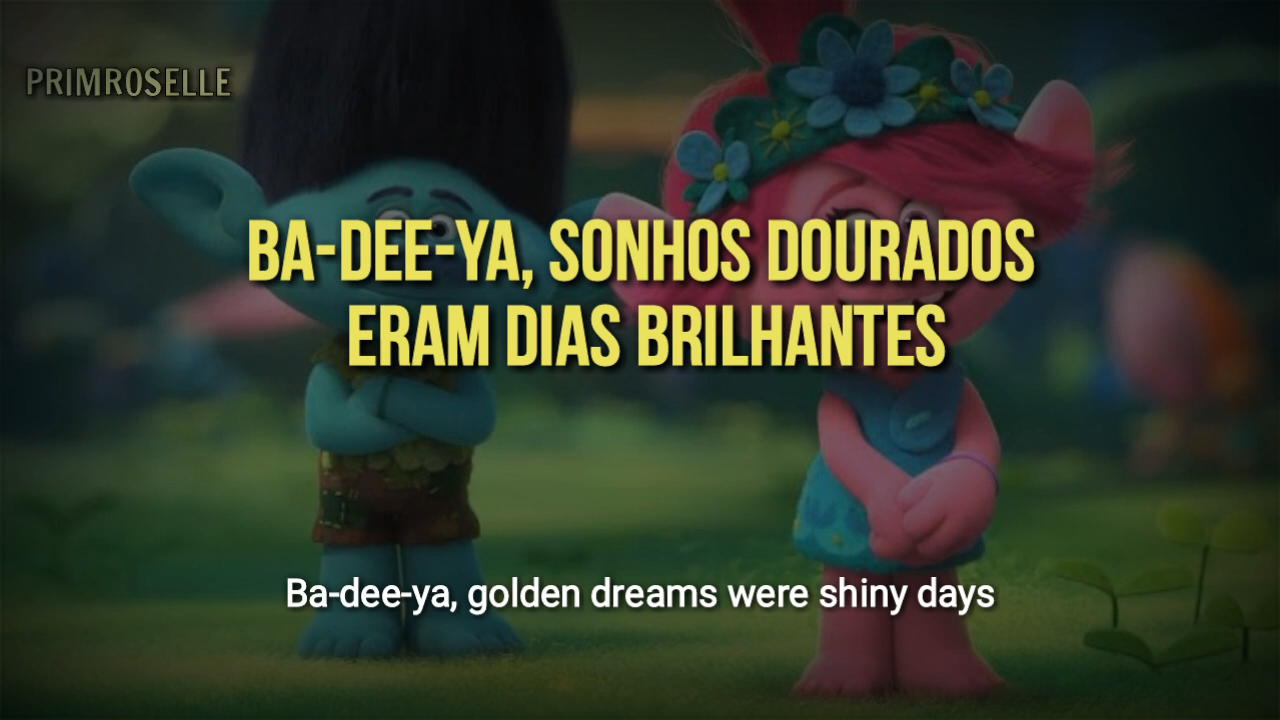 PRIMROSELLE
BA-DEE-YA, SONHOS DOURADOS
ERAM DIAS BRILHANTES
Ba-dee-ya, golden dreams were shiny days